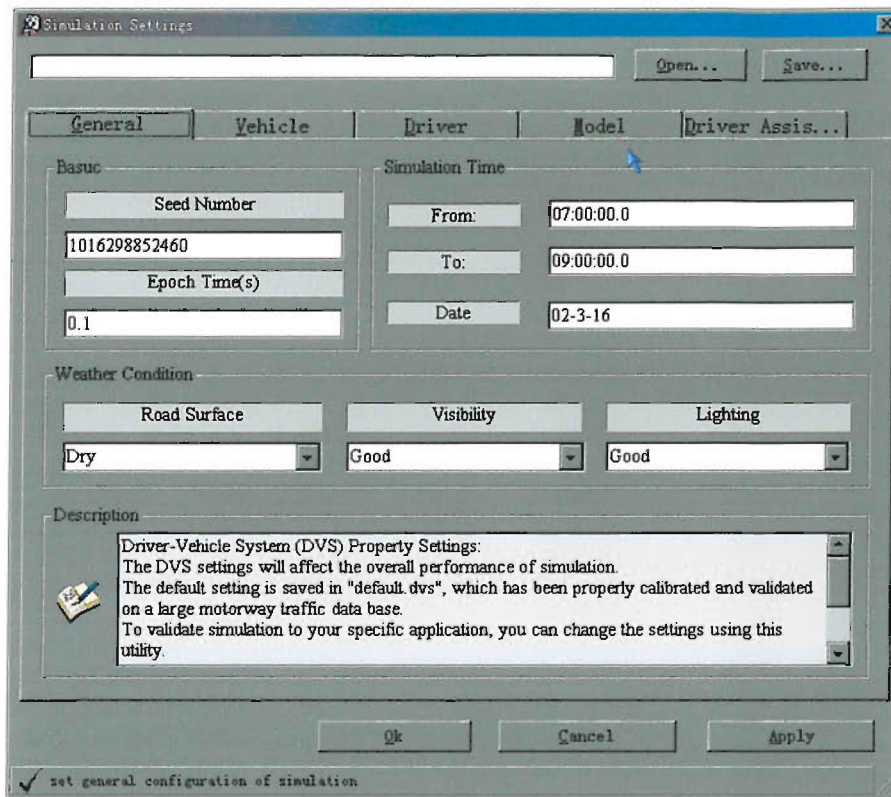 Simulation Settings
Open... Save...
General Vehicle Driver Model Driver Assis...
Basuc
Seed Number
1016298852460
Epoch Time(s)
0.1
Simulation Time
From: 07:00:00.0
To: 09:00:00.0
Date 02-3-16
Weather Condition
Road Surface Visibility Lighting
Dry Good Good
Description
Driver-Vehicle System (DVS) Property Settings:
The DVS settings will affect the overall performance of simulation.
The default setting is saved in "default.dvs", which has been properly calibrated and validated
on a large motorway traffic data base.
To validate simulation to your specific application, you can change the settings using this
utility.
Ok Cancel Apply
set general configuration of simulation